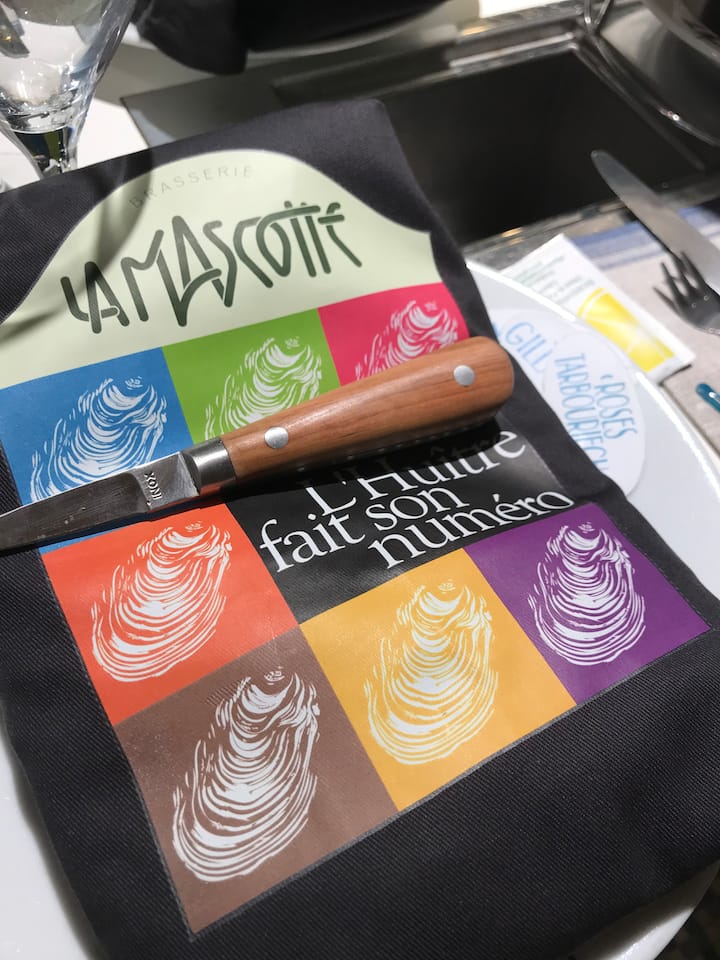 BRASSERIE
LA MASCOTTE
INOX
L'Huître
fait son
numéro
GILL
ROSES
TARBOURIECH